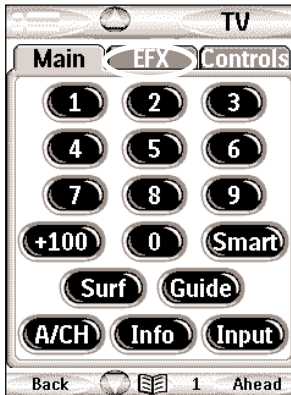 TV
Main EFX Controls
1 2 3
4 5 6
7 8 9
+100 0 Smart
Surf Guide
A/CH Info Input
Back 1 Ahead